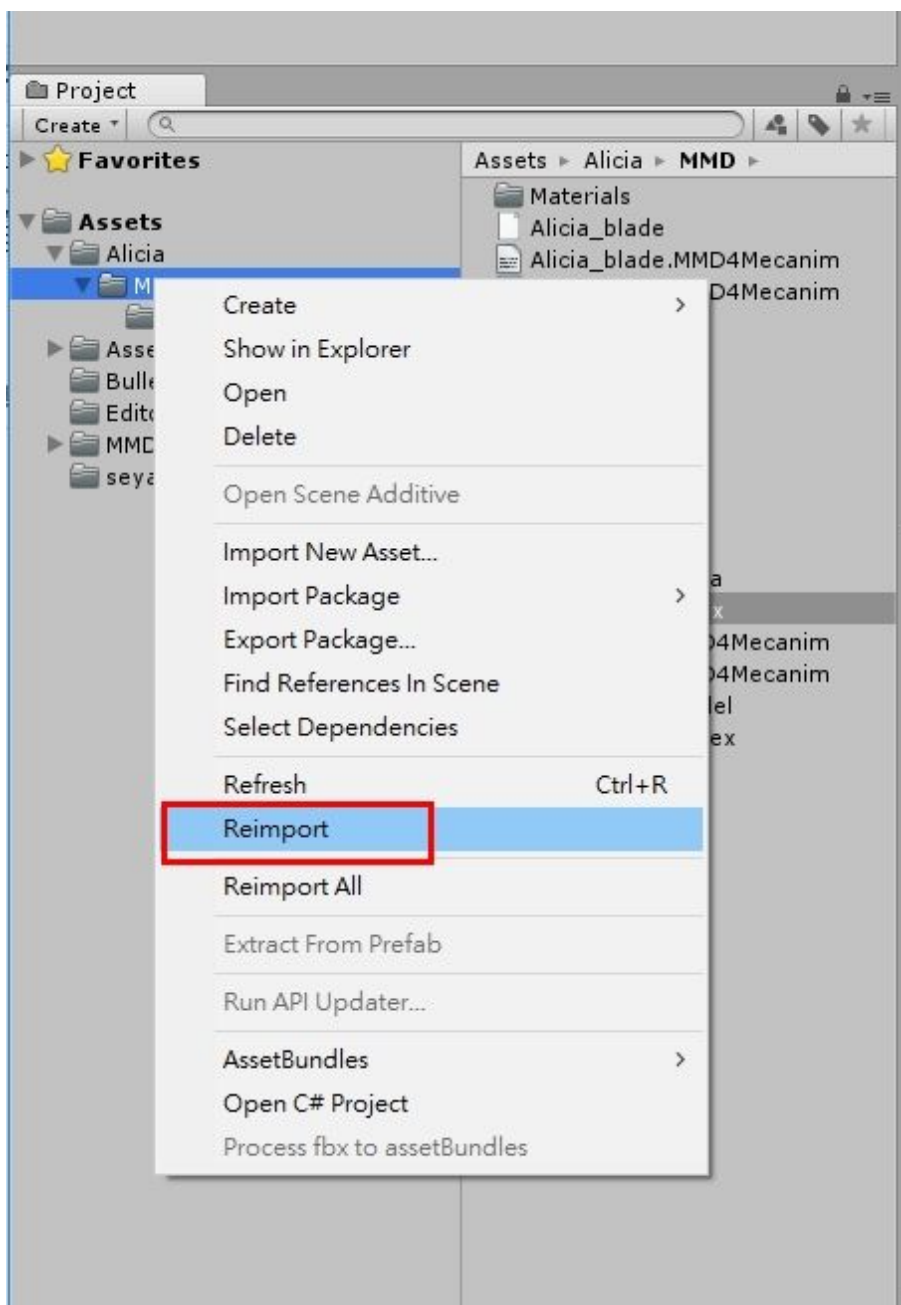 Project
Create
Favorites
Assets ▸ Alicia ▸ MMD ▸
Materials
Assets
Alicia_blade
Alicia
Alicia_blade.MMD4Mecanim
D4Mecanim
Create
Show in Explorer
Open
Delete
Open Scene Additive
Import New Asset...
Import Package
Export Package...
Find References In Scene
Select Dependencies
Refresh Ctrl+R
Reimport
Reimport All
Extract From Prefab
Run API Updater...
AssetBundles
Open C# Project
Process fbx to assetBundles
4Mecanim
4Mecanim